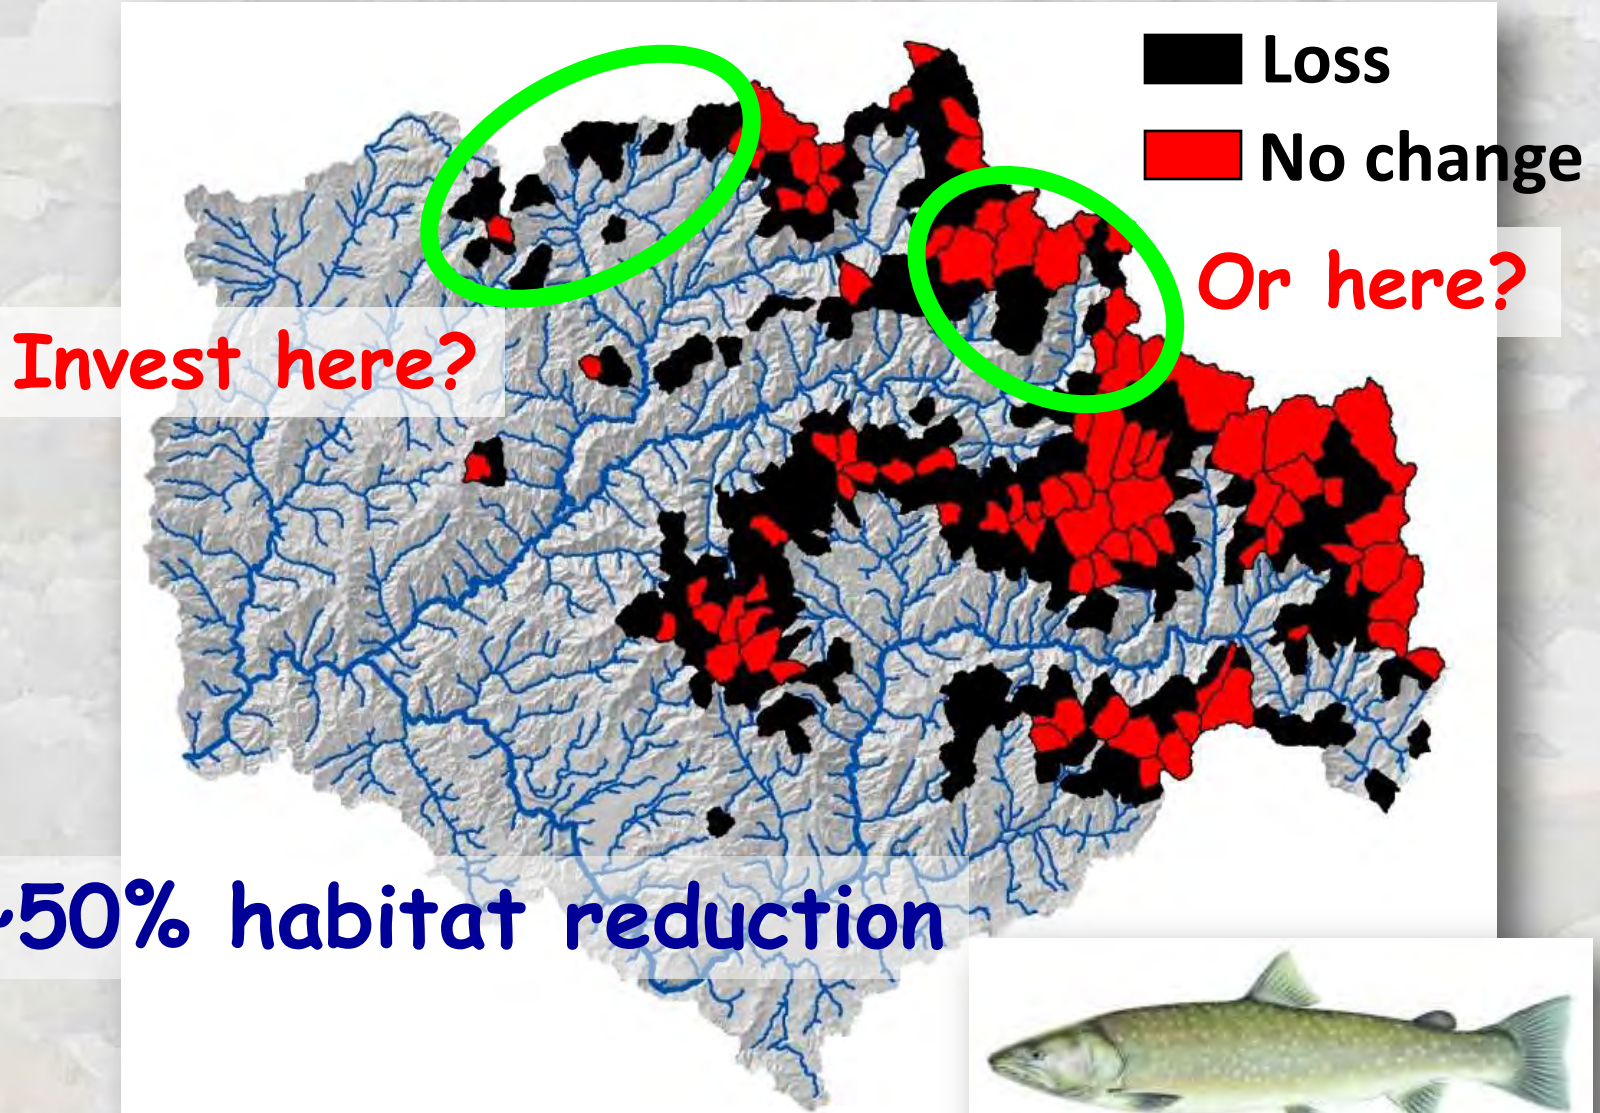 Loss
No change
Or here?
Invest here?
~50% habitat reduction